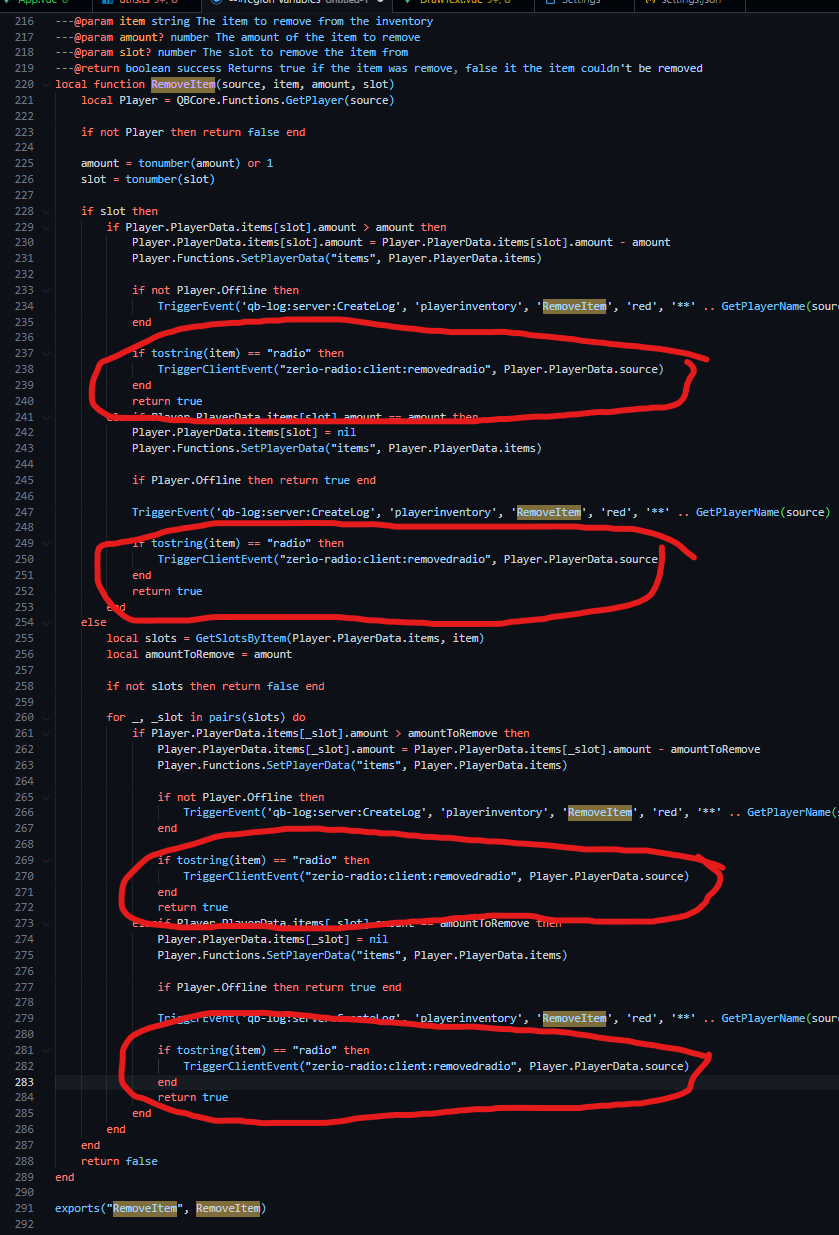 App.vue 9+, 6 utils.ts 9+, 8 --#region Variables Untitled-1 DrawText.vue 9+, 8 Settings settings.json
216 ---@param item string The item to remove from the inventory
217 ---@param amount? number The amount of the item to remove
218 ---@param slot? number The slot to remove the item from
219 ---@return boolean success Returns true if the item was remove, false it the item couldn't be removed
220 local function RemoveItem(source, item, amount, slot)
221 local Player = QBCore.Functions.GetPlayer(source)
222
223 if not Player then return false end
224
225 amount = tonumber(amount) or 1
226 slot = tonumber(slot)
227
228 if slot then
229 if Player.PlayerData.items[slot].amount > amount then
230 Player.PlayerData.items[slot].amount = Player.PlayerData.items[slot].amount - amount
231 Player.Functions.SetPlayerData("items", Player.PlayerData.items)
232
233 if not Player.Offline then
234 TriggerEvent('qb-log:server:CreateLog', 'playerinventory', 'RemoveItem', 'red', '**' .. GetPlayerName(sour
235 end
236
237 if tostring(item) == "radio" then
238 TriggerClientEvent("zerio-radio:client:removedradio", Player.PlayerData.source)
239 end
240 return true
241 elseif Player.PlayerData.items[slot].amount == amount then
242 Player.PlayerData.items[slot] = nil
243 Player.Functions.SetPlayerData("items", Player.PlayerData.items)
244
245 if Player.Offline then return true end
246
247 TriggerEvent('qb-log:server:CreateLog', 'playerinventory', 'RemoveItem', 'red', '**' .. GetPlayerName(source)
248
249 if tostring(item) == "radio" then
250 TriggerClientEvent("zerio-radio:client:removedradio", Player.PlayerData.source
251 end
252 return true
253 end
254 else
255 local slots = GetSlotsByItem(Player.PlayerData.items, item)
256 local amountToRemove = amount
257
258 if not slots then return false end
259
260 for _, _slot in pairs(slots) do
261 if Player.PlayerData.items[_slot].amount > amountToRemove then
262 Player.PlayerData.items[_slot].amount = Player.PlayerData.items[_slot].amount - amountToRemove
263 Player.Functions.SetPlayerData("items", Player.PlayerData.items)
264
265 if not Player.Offline then
266 TriggerEvent('qb-log:server:CreateLog', 'playerinventory', 'RemoveItem', 'red', '**' .. GetPlayerName(s
267 end
268
269 if tostring(item) == "radio" then
270 TriggerClientEvent("zerio-radio:client:removedradio", Player.PlayerData.source)
271 end
272 return true
273 elseif Player.PlayerData.items[_slot].amount == amountToRemove then
274 Player.PlayerData.items[_slot] = nil
275 Player.Functions.SetPlayerData("items", Player.PlayerData.items)
276
277 if Player.Offline then return true end
278
279 TriggerEvent('qb-log:server:CreateLog', 'playerinventory', 'RemoveItem', 'red', '**' .. GetPlayerName(sour
280
281 if tostring(item) == "radio" then
282 TriggerClientEvent("zerio-radio:client:removedradio", Player.PlayerData.source)
283 end
284 return true
285 end
286 end
287 end
288 return false
289 end
290
291 exports("RemoveItem", RemoveItem)
292